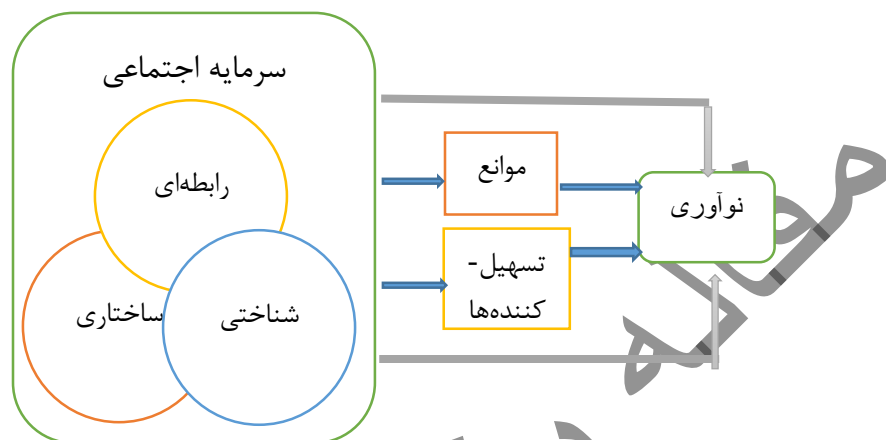 سرمایه اجتماعی
رابطه‌ای
ساختاری
شناختی
موانع
تسهیل-
کننده‌ها
نوآوری